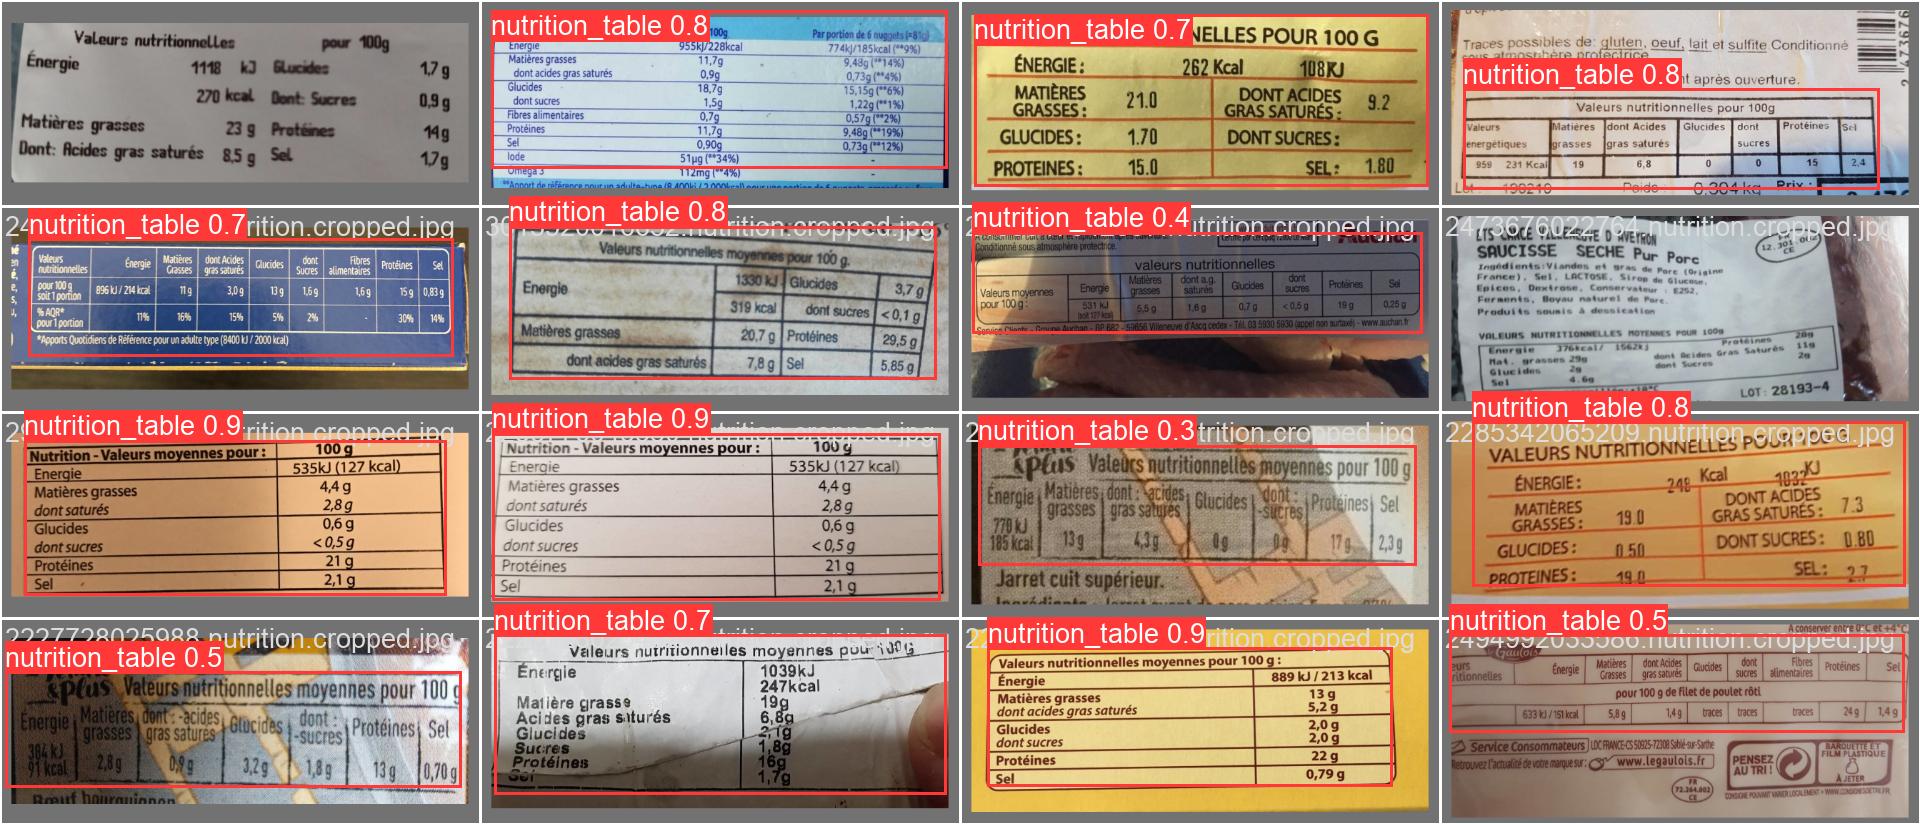 Valeurs nutritionnelles pour 100g
Énergie 1118 kJ Glucides 1,7 g
270 kcal Dont: Sucres 0,9 g
Matières grasses 23 g Protéines 14g
Dont: Acides gras saturés 8,5 g Sel 1,7g
nutrition_table 0.8
100g Par portion de 6 nuggets (=81g)
Énergie 955kJ/228kcal 774kJ/185kcal (**9%)
Matières grasses 11,7g 9,48g (**14%)
dont acides gras saturés 0,9g 0,73g (**4%)
Glucides 18,7g 15,15g (**6%)
dont sucres 1,5g 1,22g (**1%)
Fibres alimentaires 0,7g 0,57g (**2%)
Protéines 11,7g 9,48g (**19%)
Sel 0,90g 0,73g (**12%)
Iode 51µg (**34%) -
Omega 3 112mg (**4%) -
nutrition_table 0.7
NELLES POUR 100 G
ÉNERGIE : 262 Kcal 108KJ
MATIÈRES GRASSES : 21.0 DONT ACIDES GRAS SATURÉS : 9.2
GLUCIDES : 1.70 DONT SUCRES :
PROTEINES : 15.0 SEL : 1.80
Traces possibles de: gluten, oeuf, lait et sulfite Conditionné
sous atmosphère protectrice.
nutrition_table 0.8
nt après ouverture.
Valeurs nutritionnelles pour 100g
Valeurs energétiques Matières grasses dont Acides gras saturés Glucides dont sucres Protéines Sel
959 231 Kcal 19 6,8 0 0 15 2,4
Poids : 0,304 kg Prix :
nutrition_table 0.7
rition.cropped.jpg
Valeurs nutritionnelles Énergie Matières Grasses dont Acides gras saturés Glucides dont Sucres Fibres alimentaires Protéines Sel
pour 100 g soit 1 portion 896 kJ / 214 kcal 11 g 3,0 g 13 g 1,6 g 1,6 g 15 g 0,83 g
% AQR* pour 1 portion 11% 16% 15% 5% 2% - 30% 14%
*Apports Quotidiens de Référence pour un adulte type (8400 kJ / 2000 kcal)
nutrition_table 0.8
trition.cropped.jpg
Valeurs nutritionnelles moyennes pour 100 g.
Energie 1330 kJ Glucides 3,7 g
319 kcal dont sucres < 0,1 g
Matières grasses 20,7 g Protéines 29,5 g
dont acides gras saturés 7,8 g Sel 5,85 g
nutrition_table 0.4
utrition.cropped.jpg
Conditionné sous atmosphère protectrice.
valeurs nutritionnelles
Valeurs moyennes pour 100 g : Energie Matières grasses dont a.g. saturés Glucides dont sucres Protéines Sel
531 kJ (soit 127 kcal) 5,5 g 1,6 g 0,7 g < 0,5 g 19 g 0,25 g
Service Clients - Groupe Auchan - BP 682 - 59656 Villeneuve d'Ascq cedex - Tél. 03 5930 5930 (appel non surtaxé) - www.auchan.fr
2473676022764.nutrition.cropped.jpg
SAUCISSE SECHE Pur Porc
Ingédients:Viandes et gras de Porc (Origine
France), Sel, LACTOSE, Sirop de Glucose,
Epices, Dextrose, Conservateur : E252,
Ferments, Boyau naturel de Porc.
Produits soumis à dessication
VALEURS NUTRITIONNELLES MOYENNES POUR 100g
Energie 376kcal/ 1562kj Protéines 28g
Mat. grasses 29g dont Acides Gras Saturés 11g
Glucides 2g dont Sucres 2g
Sel 4.6g
LOT: 28193-4
nutrition_table 0.9
rition.cropped.jpg
Nutrition - Valeurs moyennes pour : 100 g
Energie 535kJ (127 kcal)
Matières grasses 4,4 g
dont saturés 2,8 g
Glucides 0,6 g
dont sucres < 0,5 g
Protéines 21 g
Sel 2,1 g
nutrition_table 0.9
rition.cropped.jpg
Nutrition - Valeurs moyennes pour : 100 g
Energie 535kJ (127 kcal)
Matières grasses 4,4 g
dont saturés 2,8 g
Glucides 0,6 g
dont sucres < 0,5 g
Protéines 21 g
Sel 2,1 g
nutrition_table 0.3
trition.cropped.jpg
&plus Valeurs nutritionnelles moyennes pour 100 g
Énergie Matières grasses dont : -acides gras saturés Glucides dont : -sucres Protéines Sel
770 kJ 185 kcal 13 g 4,3 g 0 g 0 g 17 g 2,3 g
Jarret cuit supérieur.
nutrition_table 0.8
2285342065209.nutrition.cropped.jpg
VALEURS NUTRITIONNELLES POUR 100 G
ÉNERGIE : 248 Kcal 1032 KJ
MATIÈRES GRASSES : 19.0 DONT ACIDES GRAS SATURÉS : 7.3
GLUCIDES : 0.50 DONT SUCRES : 0.80
PROTEINES : 19.0 SEL : 2.7
2227728025988.nutrition.cropped.jpg
nutrition_table 0.5
&plus Valeurs nutritionnelles moyennes pour 100 g
Énergie Matières grasses dont : -acides gras saturés Glucides dont : -sucres Protéines Sel
384 kJ 91 kcal 2,8 g 0,9 g 3,2 g 1,8 g 13 g 0,70 g
Bœuf bourguignon
nutrition_table 0.7
rition.cropped.jpg
Valeurs nutritionnelles moyennes pour 100g
Énergie 1039kJ
247kcal
Matière grasse 19g
Acides gras saturés 6,8g
Glucides 2,1g
Sucres 1,8g
Protéines 16g
Sel 1,7g
nutrition_table 0.9
rition.cropped.jpg
Valeurs nutritionnelles moyennes pour 100 g :
Énergie 889 kJ / 213 kcal
Matières grasses 13 g
dont acides gras saturés 5,2 g
Glucides 2,0 g
dont sucres 2,0 g
Protéines 22 g
Sel 0,79 g
nutrition_table 0.5
A conserver entre 0°C et +4°C
2494992033586.nutrition.cropped.jpg
Énergie Matières Grasses dont Acides gras saturés Glucides dont sucres Fibres alimentaires Protéines Sel
pour 100 g de filet de poulet rôti
633 kJ / 151 kcal 5,8 g 1,4 g traces traces traces 24 g 1,4 g
Service Consommateurs LDC FRANCE-CS 50925-72308 Sablé-sur-Sarthe
Retrouvez l'actualité de votre marque sur : www.legaulois.fr
PENSEZ AU TRI !
BARQUETTE ET FILM PLASTIQUE
À JETER
FR
72.264.002
CE